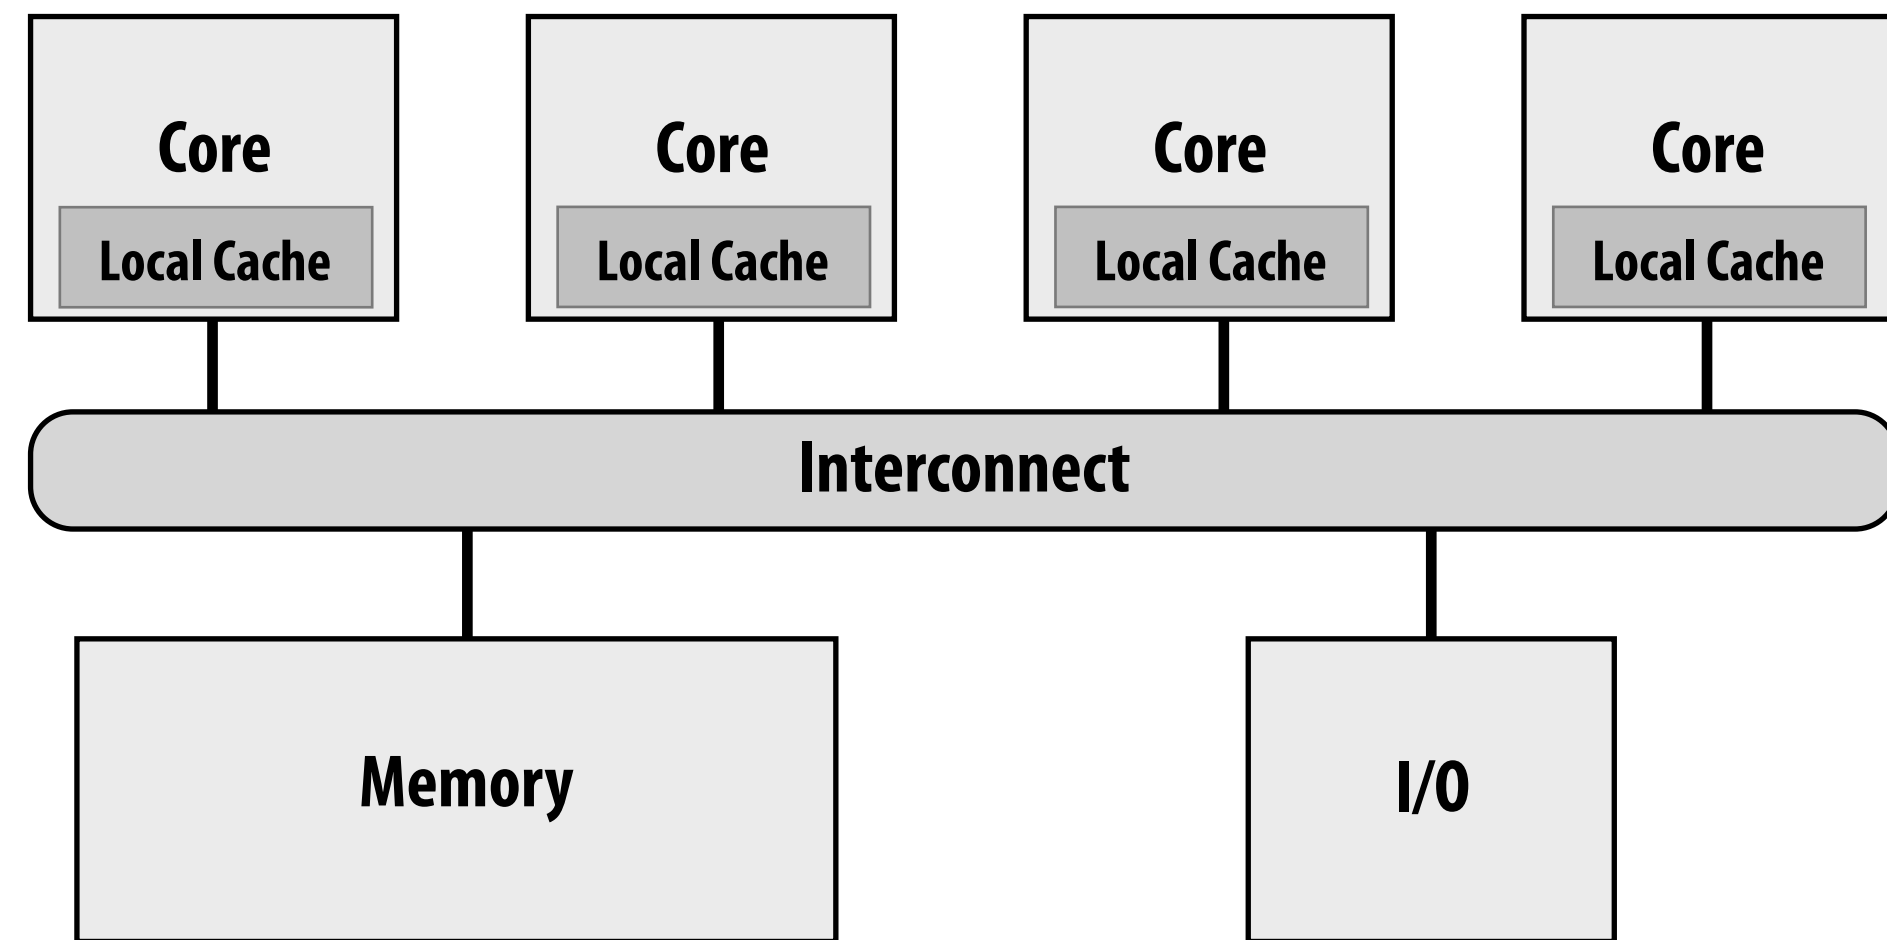 Core
Core
Core
Core
Local Cache
Local Cache
Local Cache
Local Cache
Interconnect
Memory
I/O